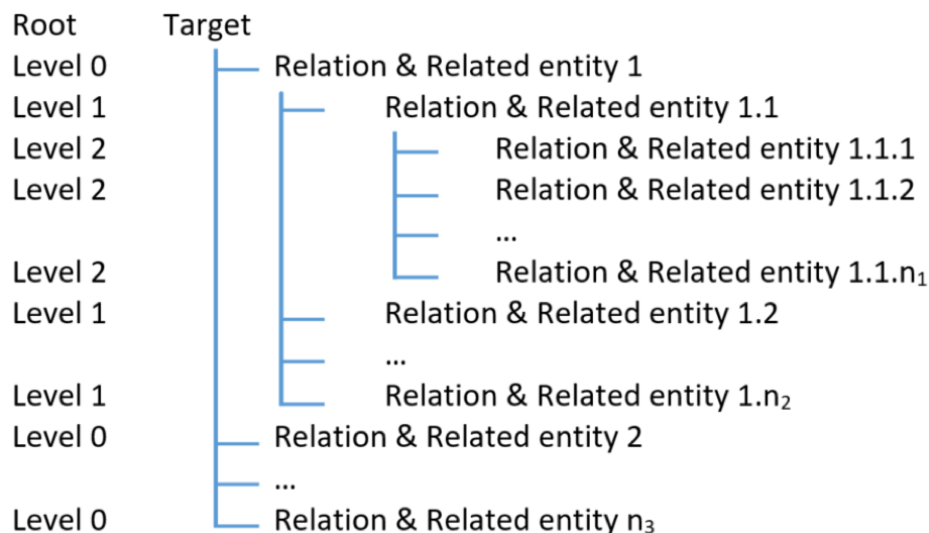 Root Target
Level 0 Relation & Related entity 1
Level 1 Relation & Related entity 1.1
Level 2 Relation & Related entity 1.1.1
Level 2 Relation & Related entity 1.1.2
...
Level 2 Relation & Related entity 1.1.n₁
Level 1 Relation & Related entity 1.2
...
Level 1 Relation & Related entity 1.n₂
Level 0 Relation & Related entity 2
...
Level 0 Relation & Related entity n₃